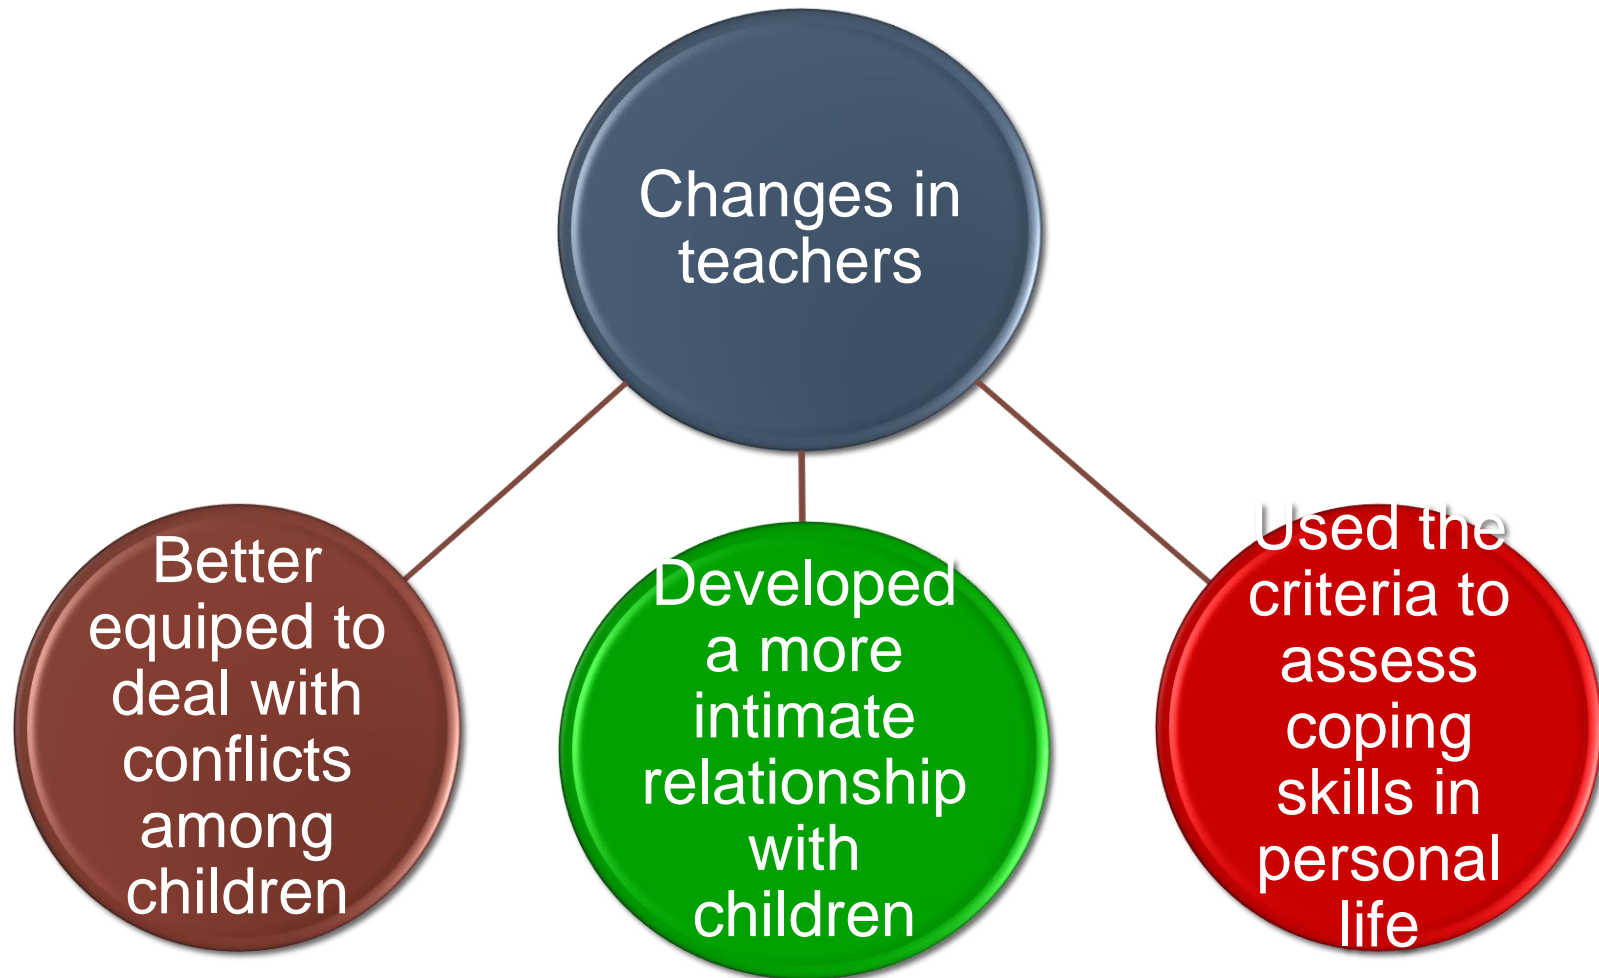 Changes in
teachers
Better
equiped to
deal with
conflicts
among
children
Developed
a more
intimate
relationship
with
children
Used the
criteria to
assess
coping
skills in
personal
life